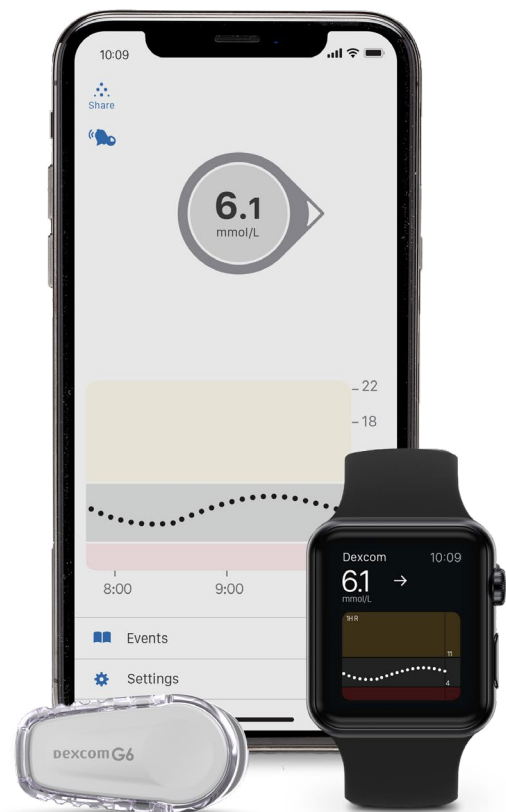 10:09
Share
6.1
mmol/L
22
18
8:00
9:00
Events
Settings
Dexcom 10:09
6.1
mmol/L
1HR
11
4
Dexcom G6